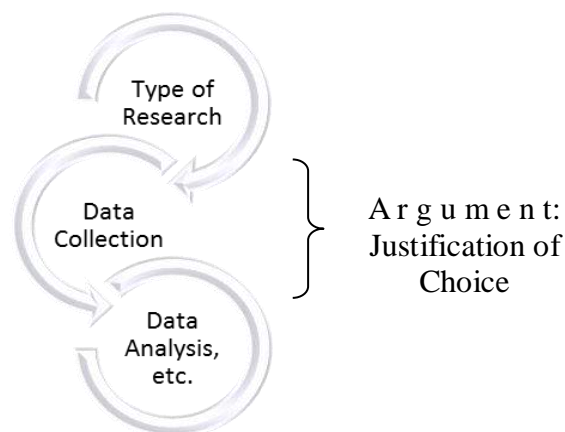 Type of
Research
Data
Collection
Data
Analysis,
etc.
A r g u m e n t:
Justification of
Choice